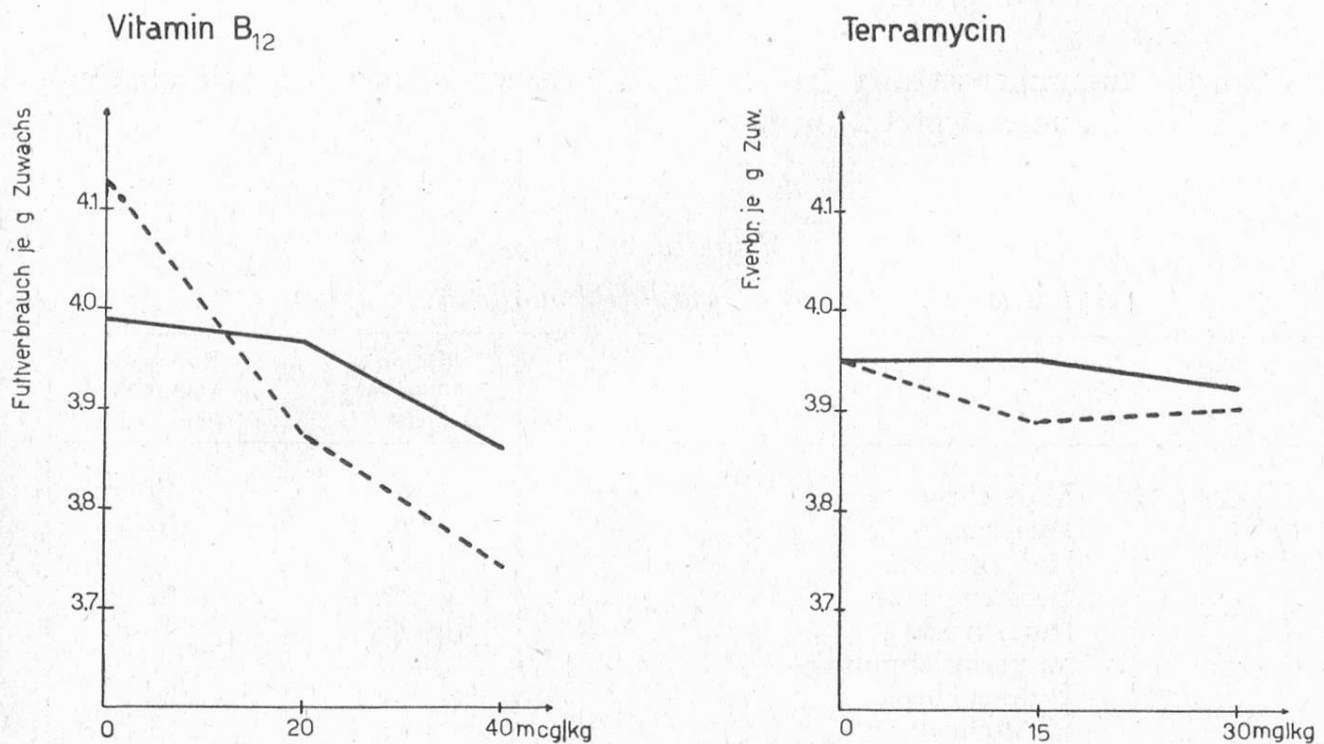 Vitamin B12
Futtverbrauch je g Zuwachs
4,1
4,0
3,9
3,8
3,7
0 20 40 mcg/kg
Terramycin
F.verbr. je g Zuw.
4,1
4,0
3,9
3,8
3,7
0 15 30 mg/kg